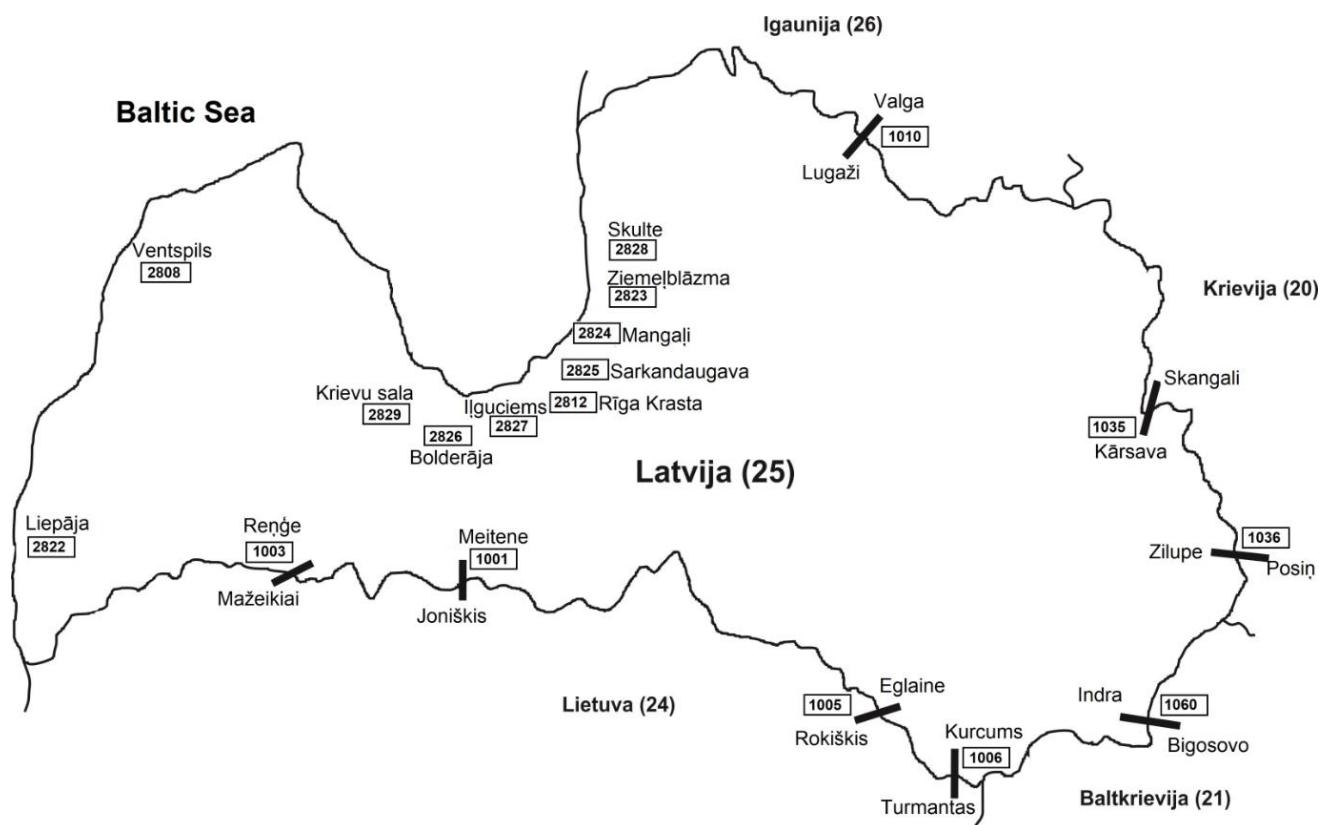 Igaunija (26)
Baltic Sea
Valga
1010
Lugaži
Ventspils
2808
Skulte
2828
Ziemeļblāzma
2823
Krievija (20)
2824 Mangaļi
2825 Sarkandaugava
Skangali
1035
Kārsava
Krievu sala
2829
Iļguciems
2827
2812 Rīga Krasta
2826
Bolderāja
Latvija (25)
Liepāja
2822
Reņģe
1003
Mažeikiai
Meitene
1001
Joniškis
1036
Zilupe
Posiņ
Lietuva (24)
Eglaine
1005
Rokiškis
Kurcums
1006
Turmantas
Indra
1060
Bigosovo
Baltkrievija (21)